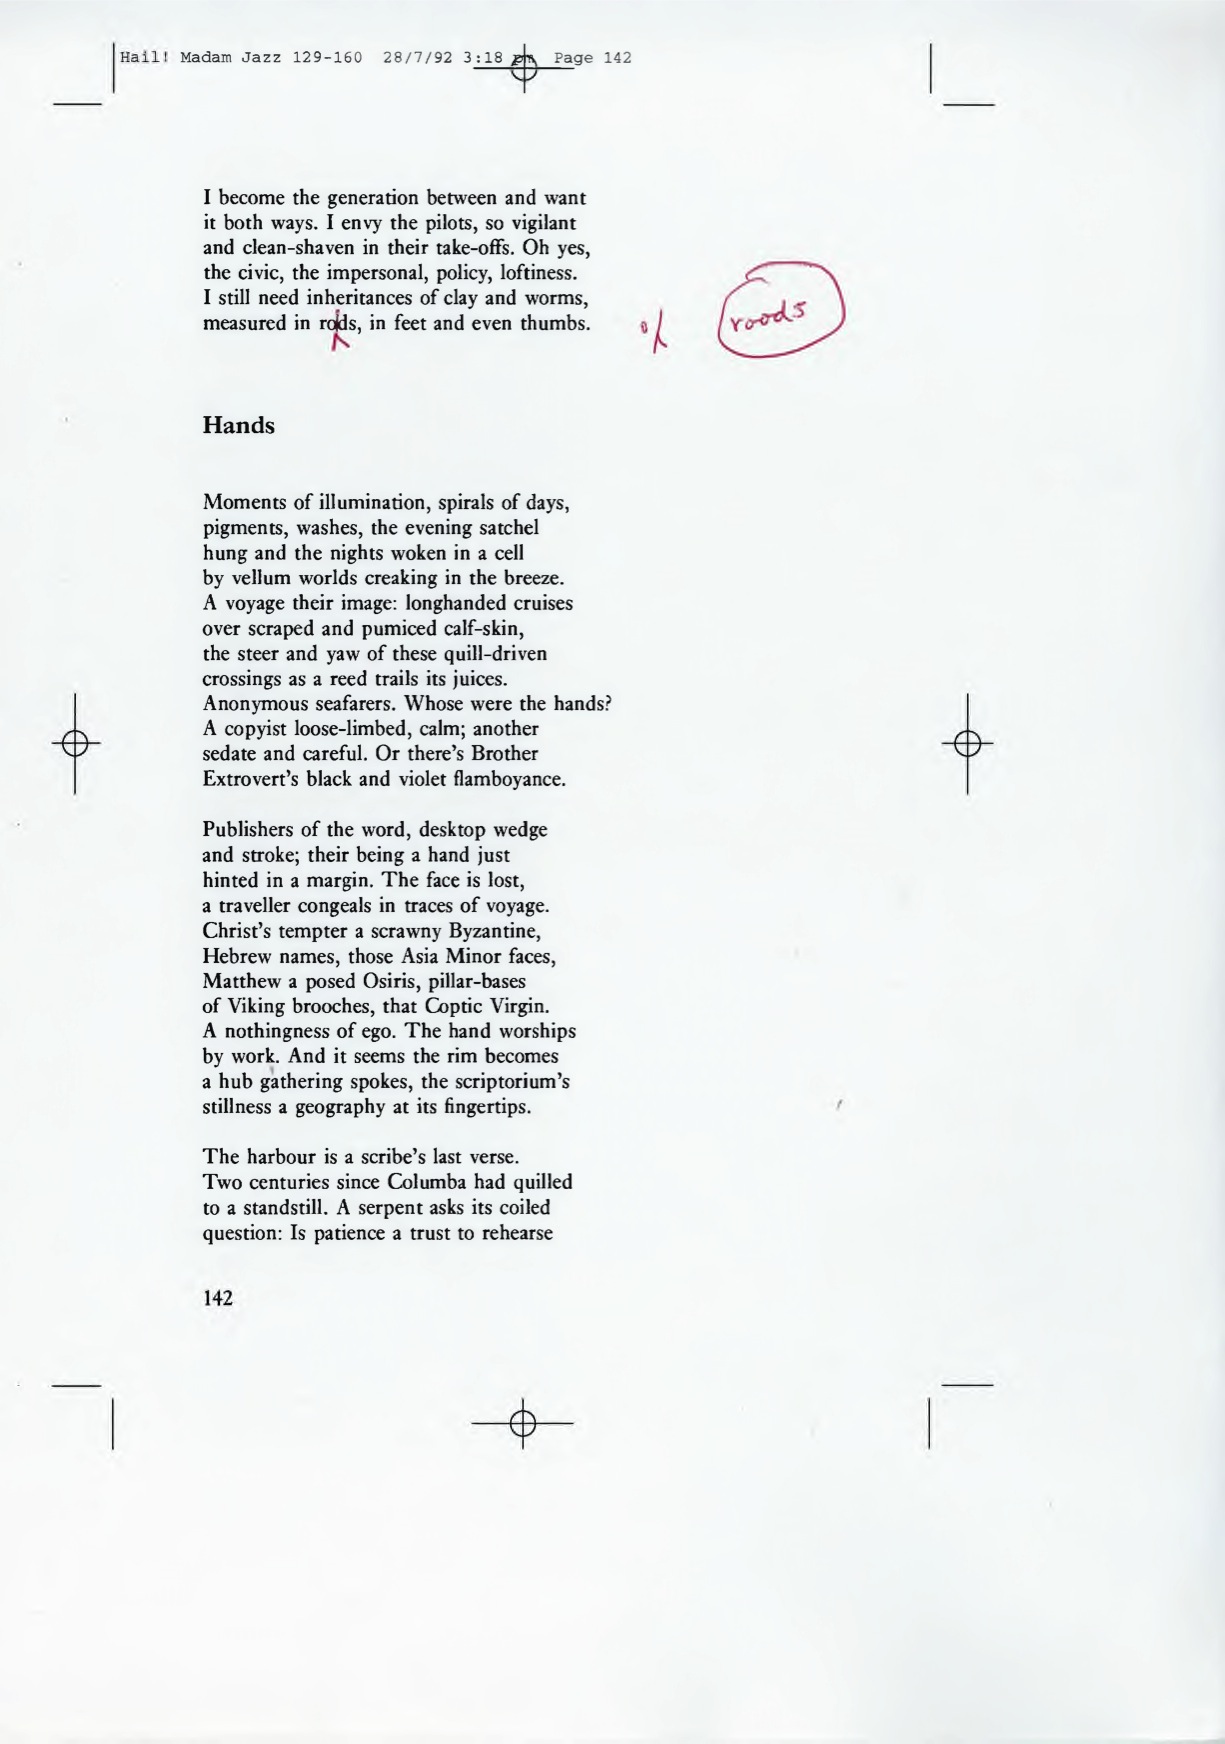 Hail! Madam Jazz 129-160 28/7/92 3:18 pm Page 142
I become the generation between and want
it both ways. I envy the pilots, so vigilant
and clean-shaven in their take-offs. Oh yes,
the civic, the impersonal, policy, loftiness.
I still need inheritances of clay and worms,
measured in rods, in feet and even thumbs.
o/ roods
Hands
Moments of illumination, spirals of days,
pigments, washes, the evening satchel
hung and the nights woken in a cell
by vellum worlds creaking in the breeze.
A voyage their image: longhanded cruises
over scraped and pumiced calf-skin,
the steer and yaw of these quill-driven
crossings as a reed trails its juices.
Anonymous seafarers. Whose were the hands?
A copyist loose-limbed, calm; another
sedate and careful. Or there's Brother
Extrovert's black and violet flamboyance.
Publishers of the word, desktop wedge
and stroke; their being a hand just
hinted in a margin. The face is lost,
a traveller congeals in traces of voyage.
Christ's tempter a scrawny Byzantine,
Hebrew names, those Asia Minor faces,
Matthew a posed Osiris, pillar-bases
of Viking brooches, that Coptic Virgin.
A nothingness of ego. The hand worships
by work. And it seems the rim becomes
a hub gathering spokes, the scriptorium's
stillness a geography at its fingertips.
The harbour is a scribe's last verse.
Two centuries since Columba had quilled
to a standstill. A serpent asks its coiled
question: Is patience a trust to rehearse
142